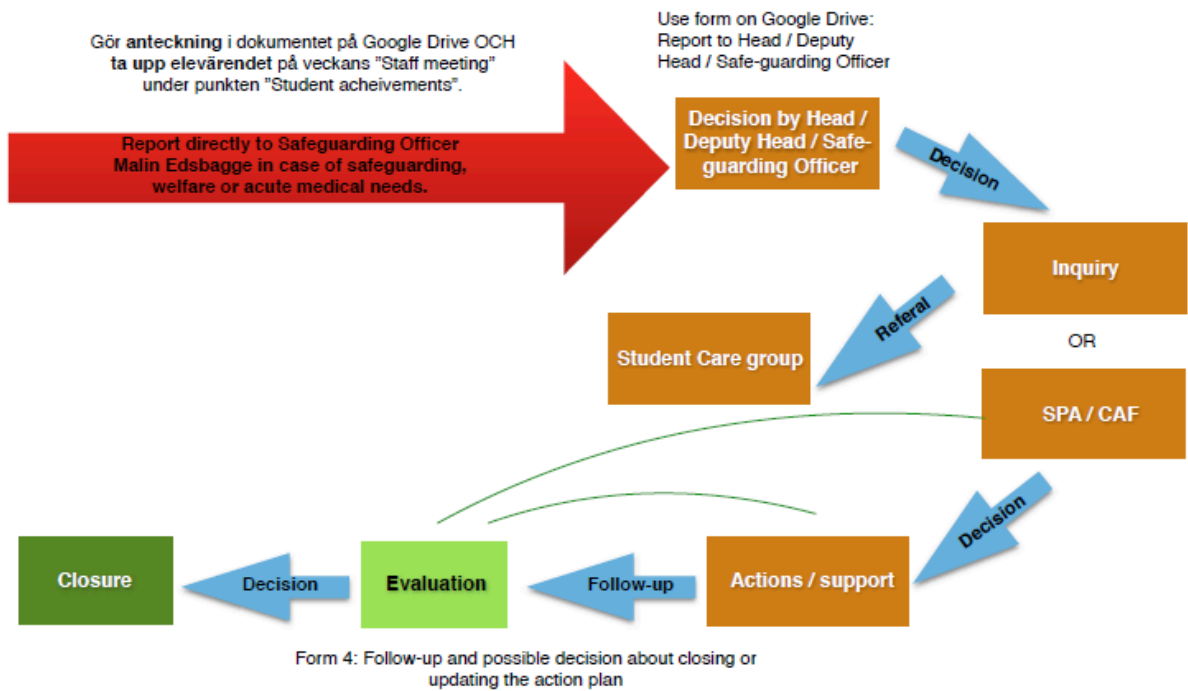 Gör anteckning i dokumentet på Google Drive OCH
ta upp elevärendet på veckans ”Staff meeting”
under punkten ”Student acheivements”.
Use form on Google Drive:
Report to Head / Deputy
Head / Safe-guarding Officer
Report directly to Safeguarding Officer
Malin Edsbagge in case of safeguarding,
welfare or acute medical needs.
Decision by Head /
Deputy Head / Safe-
guarding Officer
Decision
Inquiry
Referal
Student Care group
OR
SPA / CAF
Decision
Actions / support
Follow-up
Evaluation
Decision
Closure
Form 4: Follow-up and possible decision about closing or
updating the action plan